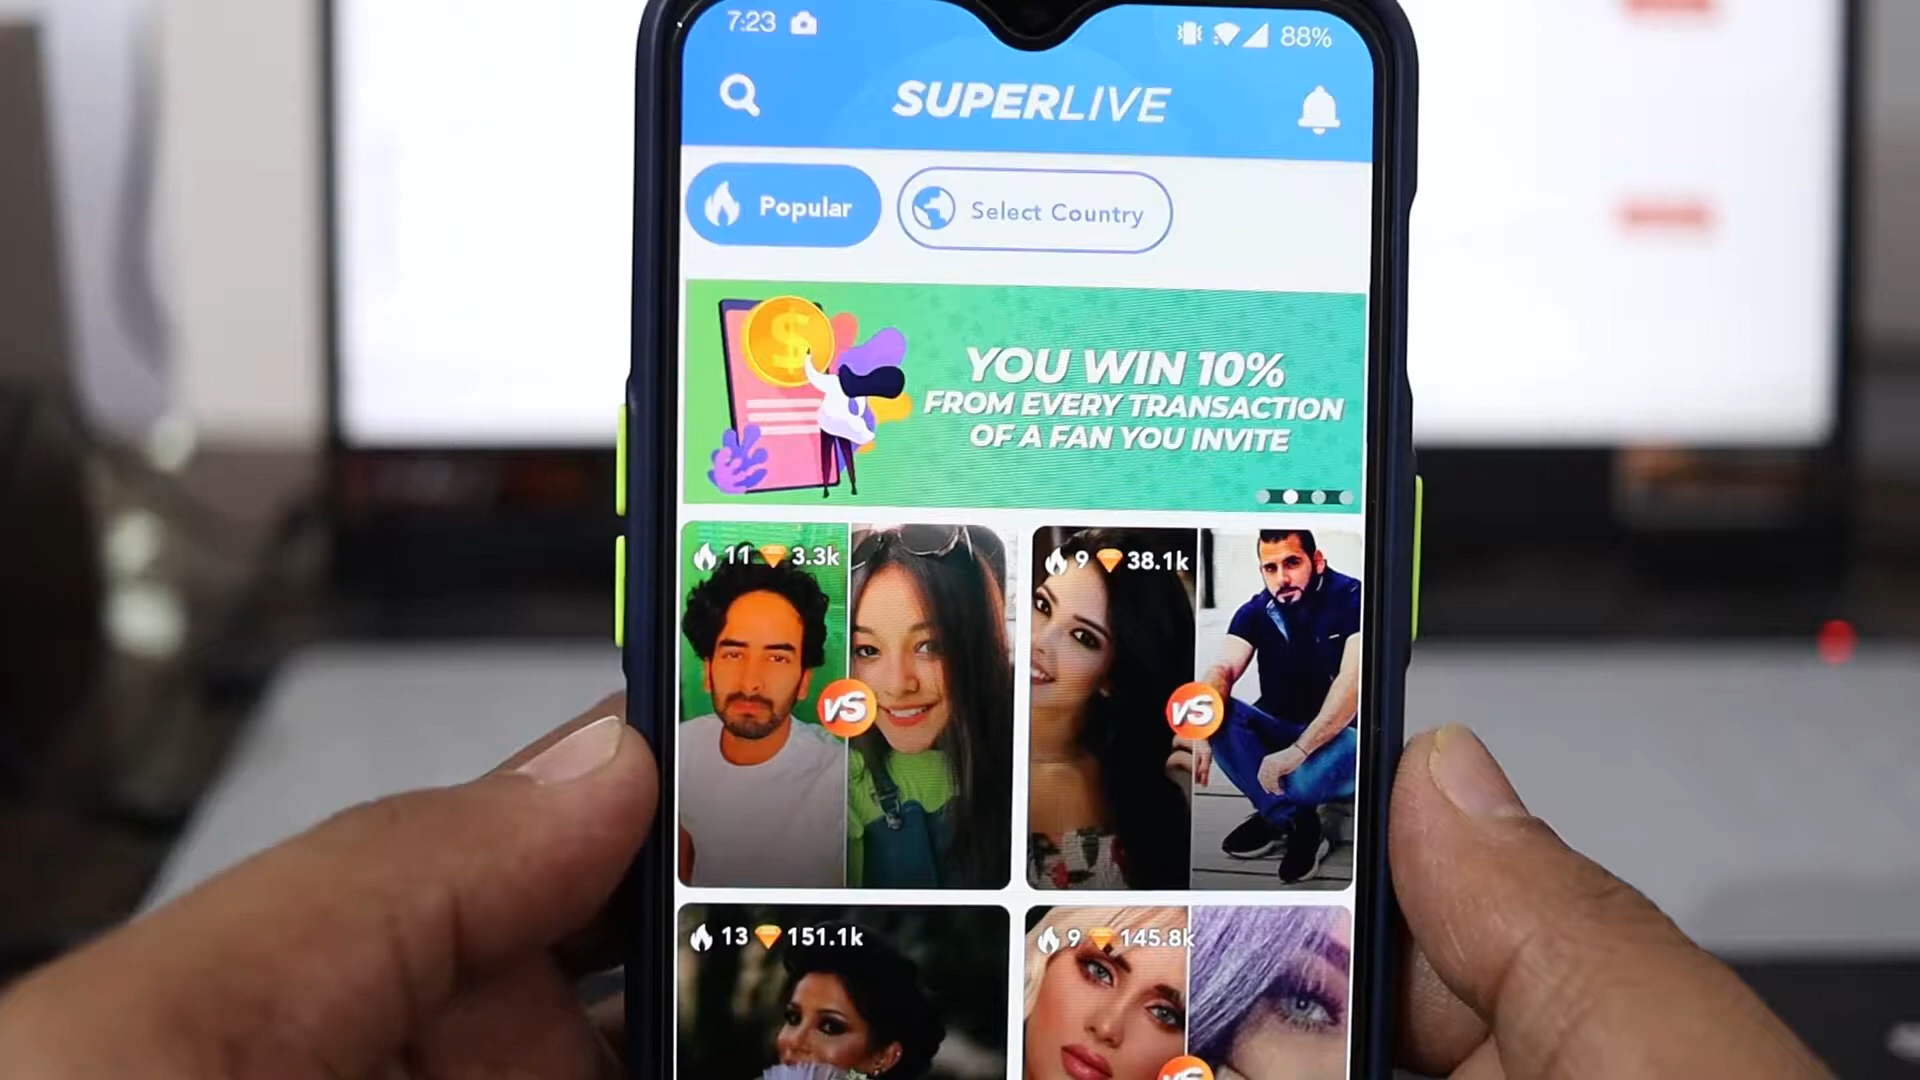 7:23
88%
SUPERLIVE
Popular
Select Country
YOU WIN 10%
FROM EVERY TRANSACTION
OF A FAN YOU INVITE
11 3.3k
9 38.1k
VS
VS
13 151.1k
9 145.8k
VS